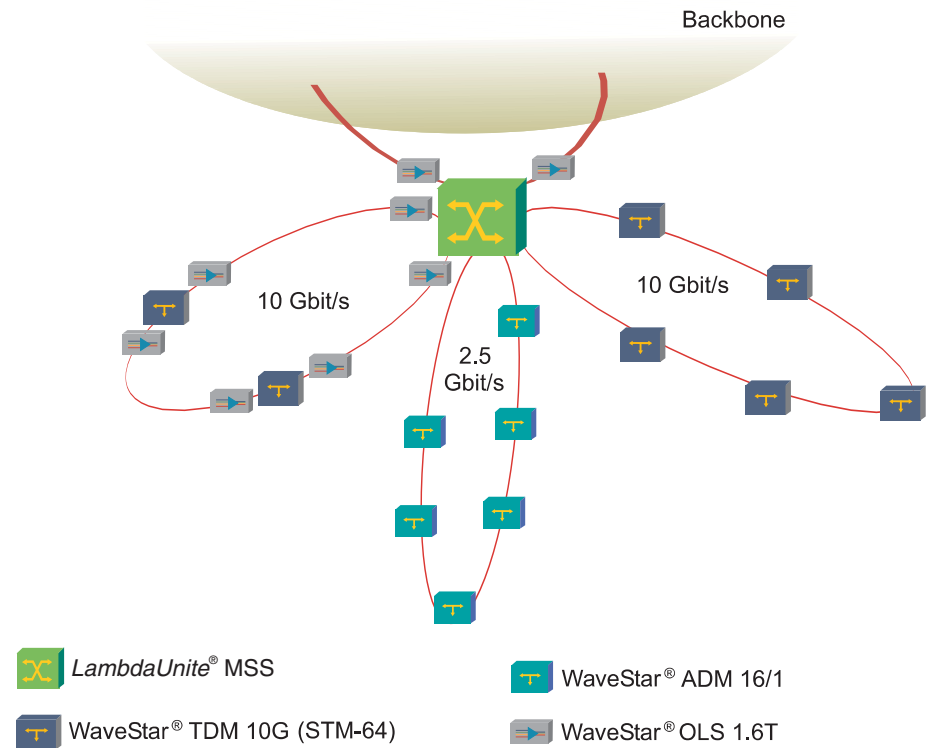 Backbone
10 Gbit/s
10 Gbit/s
2.5
Gbit/s
LambdaUnite® MSS
WaveStar® ADM 16/1
WaveStar® TDM 10G (STM-64)
WaveStar® OLS 1.6T